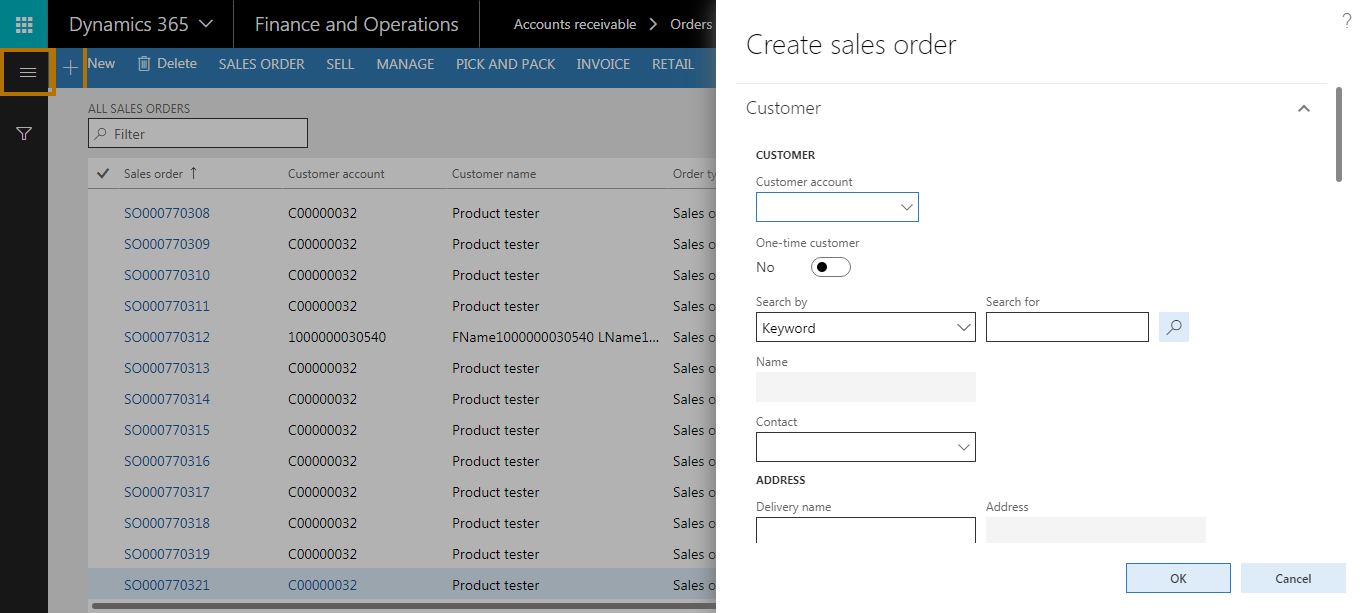 Dynamics 365 Finance and Operations Accounts receivable Orders
New Delete SALES ORDER SELL MANAGE PICK AND PACK INVOICE RETAIL
ALL SALES ORDERS
Filter
Sales order Customer account Customer name Order ty
SO000770308 C00000032 Product tester Sales o
SO000770309 C00000032 Product tester Sales o
SO000770310 C00000032 Product tester Sales o
SO000770311 C00000032 Product tester Sales o
SO000770312 1000000030540 FName1000000030540 LName1... Sales o
SO000770313 C00000032 Product tester Sales o
SO000770314 C00000032 Product tester Sales o
SO000770315 C00000032 Product tester Sales o
SO000770316 C00000032 Product tester Sales o
SO000770317 C00000032 Product tester Sales o
SO000770318 C00000032 Product tester Sales o
SO000770319 C00000032 Product tester Sales o
SO000770321 C00000032 Product tester Sales o
?
Create sales order
Customer
CUSTOMER
Customer account
One-time customer
No
Search by Search for
Keyword
Name
Contact
ADDRESS
Delivery name Address
OK Cancel